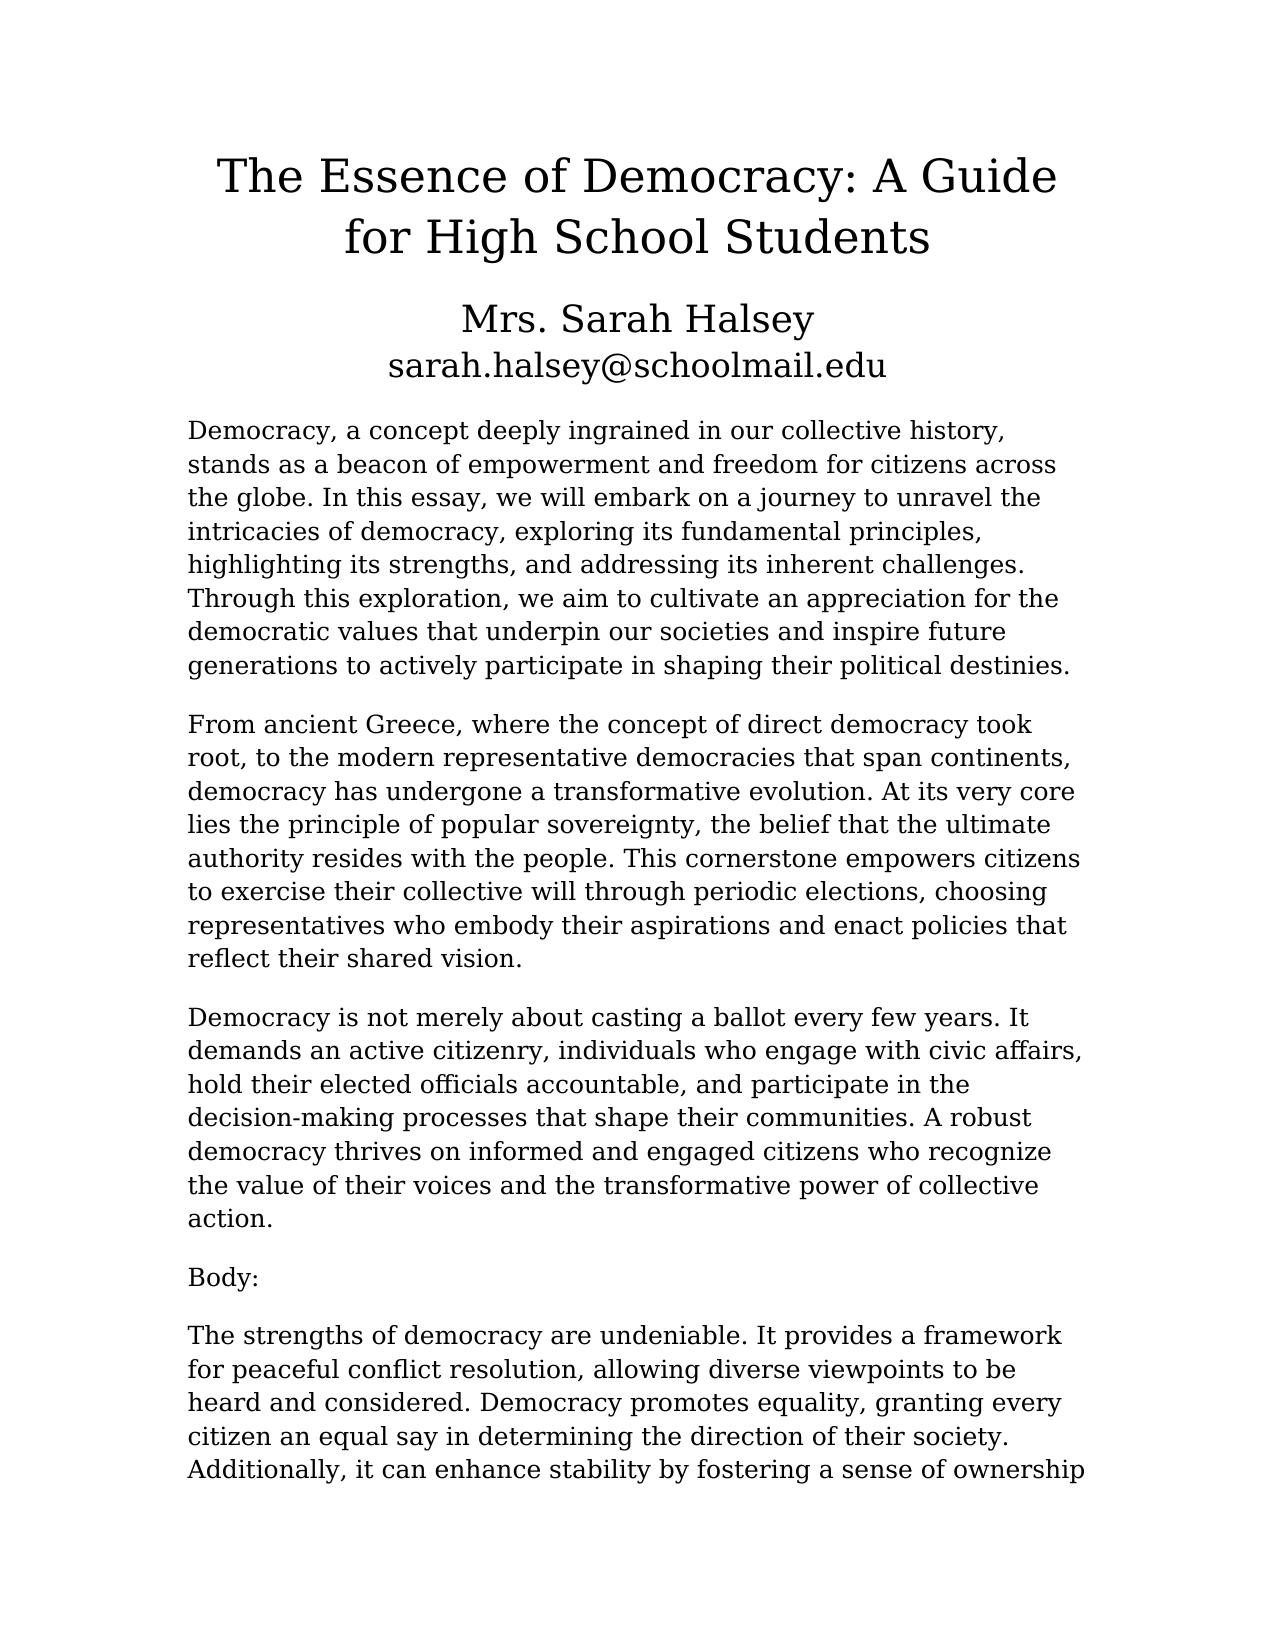 The Essence of Democracy: A Guide
for High School Students
Mrs. Sarah Halsey
sarah.halsey@schoolmail.edu
Democracy, a concept deeply ingrained in our collective history,
stands as a beacon of empowerment and freedom for citizens across
the globe. In this essay, we will embark on a journey to unravel the
intricacies of democracy, exploring its fundamental principles,
highlighting its strengths, and addressing its inherent challenges.
Through this exploration, we aim to cultivate an appreciation for the
democratic values that underpin our societies and inspire future
generations to actively participate in shaping their political destinies.
From ancient Greece, where the concept of direct democracy took
root, to the modern representative democracies that span continents,
democracy has undergone a transformative evolution. At its very core
lies the principle of popular sovereignty, the belief that the ultimate
authority resides with the people. This cornerstone empowers citizens
to exercise their collective will through periodic elections, choosing
representatives who embody their aspirations and enact policies that
reflect their shared vision.
Democracy is not merely about casting a ballot every few years. It
demands an active citizenry, individuals who engage with civic affairs,
hold their elected officials accountable, and participate in the
decision-making processes that shape their communities. A robust
democracy thrives on informed and engaged citizens who recognize
the value of their voices and the transformative power of collective
action.
Body:
The strengths of democracy are undeniable. It provides a framework
for peaceful conflict resolution, allowing diverse viewpoints to be
heard and considered. Democracy promotes equality, granting every
citizen an equal say in determining the direction of their society.
Additionally, it can enhance stability by fostering a sense of ownership